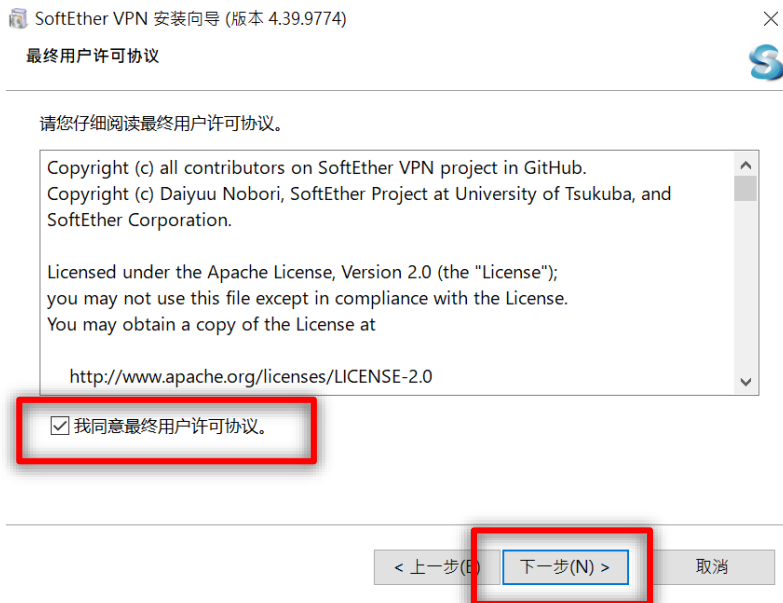 SoftEther VPN 安装向导 (版本 4.39.9774)
最终用户许可协议
请您仔细阅读最终用户许可协议。
Copyright (c) all contributors on SoftEther VPN project in GitHub.
Copyright (c) Daiyuu Nobori, SoftEther Project at University of Tsukuba, and
SoftEther Corporation.
Licensed under the Apache License, Version 2.0 (the "License");
you may not use this file except in compliance with the License.
You may obtain a copy of the License at
http://www.apache.org/licenses/LICENSE-2.0
我同意最终用户许可协议。
< 上一步(B) 下一步(N) > 取消